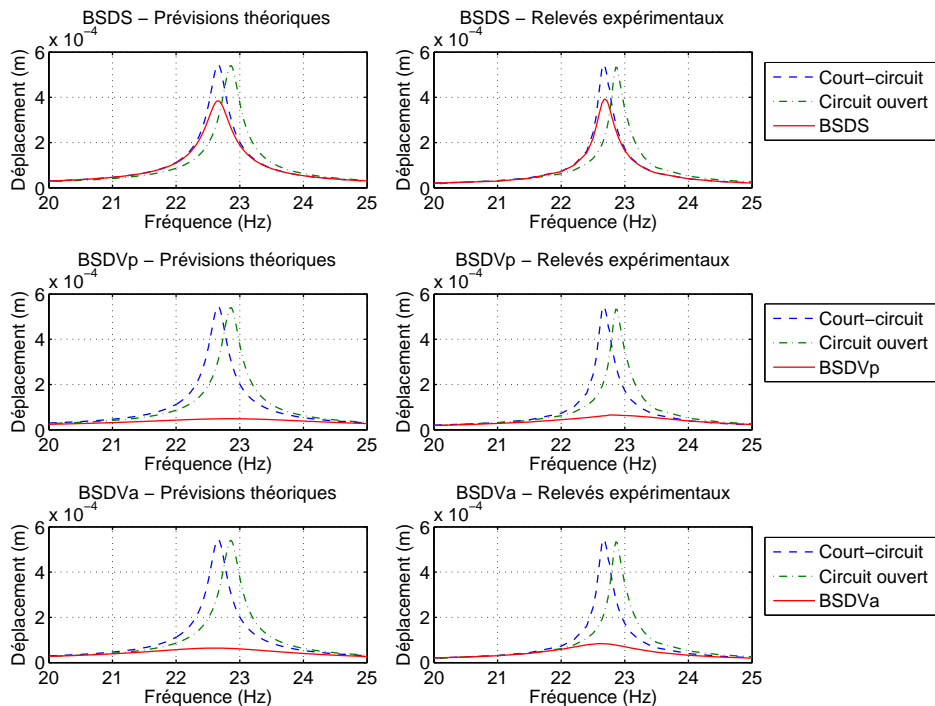 BSDS − Prévisions théoriques
x 10⁻⁴
6
4
2
0
20 21 22 23 24 25
Déplacement (m)
Fréquence (Hz)
BSDS − Relevés expérimentaux
x 10⁻⁴
6
4
2
0
20 21 22 23 24 25
Déplacement (m)
Fréquence (Hz)
Court−circuit
Circuit ouvert
BSDS
BSDVp − Prévisions théoriques
x 10⁻⁴
6
4
2
0
20 21 22 23 24 25
Déplacement (m)
Fréquence (Hz)
BSDVp − Relevés expérimentaux
x 10⁻⁴
6
4
2
0
20 21 22 23 24 25
Déplacement (m)
Fréquence (Hz)
Court−circuit
Circuit ouvert
BSDVp
BSDVa − Prévisions théoriques
x 10⁻⁴
6
4
2
0
20 21 22 23 24 25
Déplacement (m)
Fréquence (Hz)
BSDVa − Relevés expérimentaux
x 10⁻⁴
6
4
2
0
20 21 22 23 24 25
Déplacement (m)
Fréquence (Hz)
Court−circuit
Circuit ouvert
BSDVa